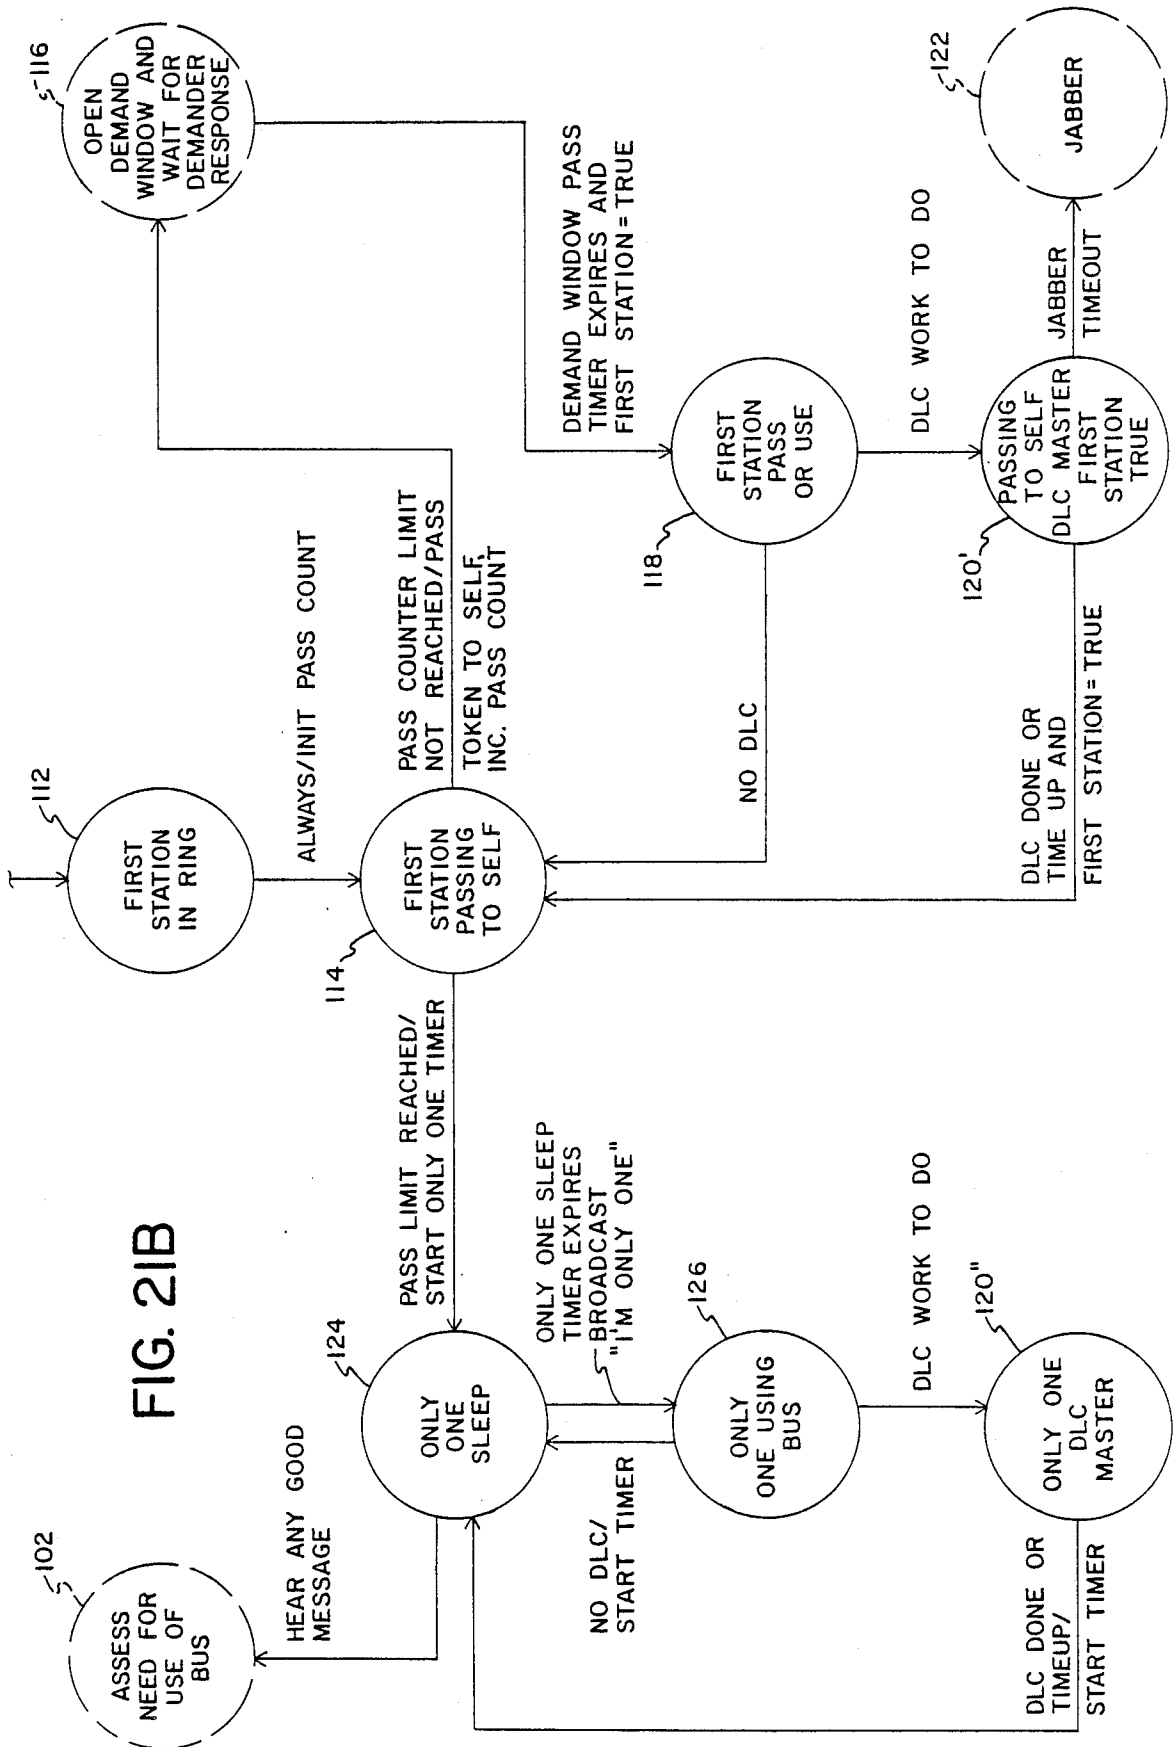 FIG. 21B
102
ASSESS
NEED FOR
USE OF
BUS
HEAR ANY GOOD
MESSAGE
124
ONLY
ONE
SLEEP
PASS LIMIT REACHED/
START ONLY ONE TIMER
ONLY ONE SLEEP
TIMER EXPIRES
BROADCAST
"I'M ONLY ONE"
NO DLC/
START TIMER
126
ONLY
ONE USING
BUS
DLC WORK TO DO
120"
ONLY ONE
DLC
MASTER
DLC DONE OR
TIMEUP/
START TIMER
112
FIRST
STATION
IN RING
ALWAYS/INIT PASS COUNT
114
FIRST
STATION
PASSING
TO SELF
PASS COUNTER LIMIT
NOT REACHED/PASS
TOKEN TO SELF,
INC. PASS COUNT
116
OPEN
DEMAND
WINDOW AND
WAIT FOR
DEMANDER
RESPONSE
DEMAND WINDOW PASS
TIMER EXPIRES AND
FIRST STATION=TRUE
118
FIRST
STATION
PASS
OR USE
NO DLC
DLC WORK TO DO
120'
PASSING
TO SELF
DLC MASTER
FIRST
STATION
TRUE
DLC DONE OR
TIME UP AND
FIRST STATION=TRUE
JABBER
TIMEOUT
122
JABBER